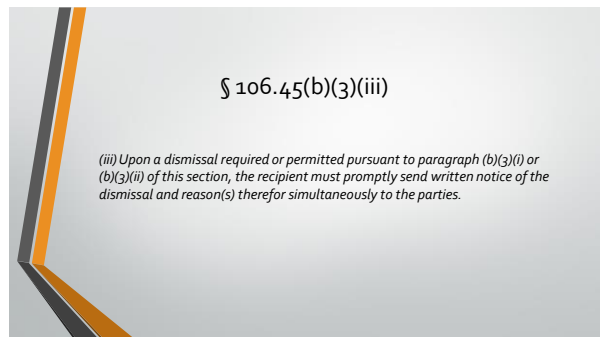 § 106.45(b)(3)(iii)
(iii) Upon a dismissal required or permitted pursuant to paragraph (b)(3)(i) or
(b)(3)(ii) of this section, the recipient must promptly send written notice of the
dismissal and reason(s) therefor simultaneously to the parties.